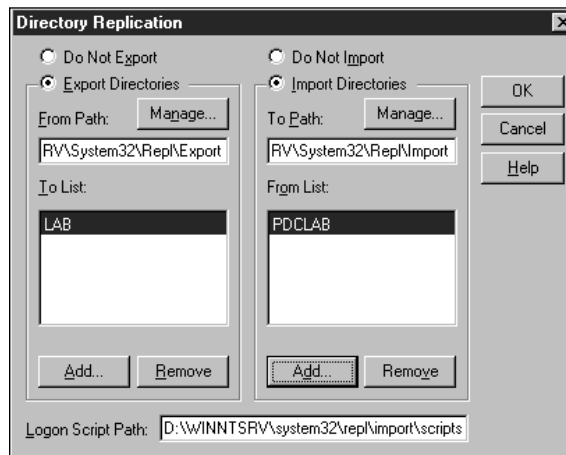 Directory Replication
Do Not Export
Export Directories
From Path:
Manage...
RV\System32\Repl\Export
To List:
LAB
Add...
Remove
Do Not Import
Import Directories
To Path:
Manage...
RV\System32\Repl\Import
From List:
PDCLAB
Add...
Remove
OK
Cancel
Help
Logon Script Path:
D:\WINNTSRV\system32\repl\import\scripts